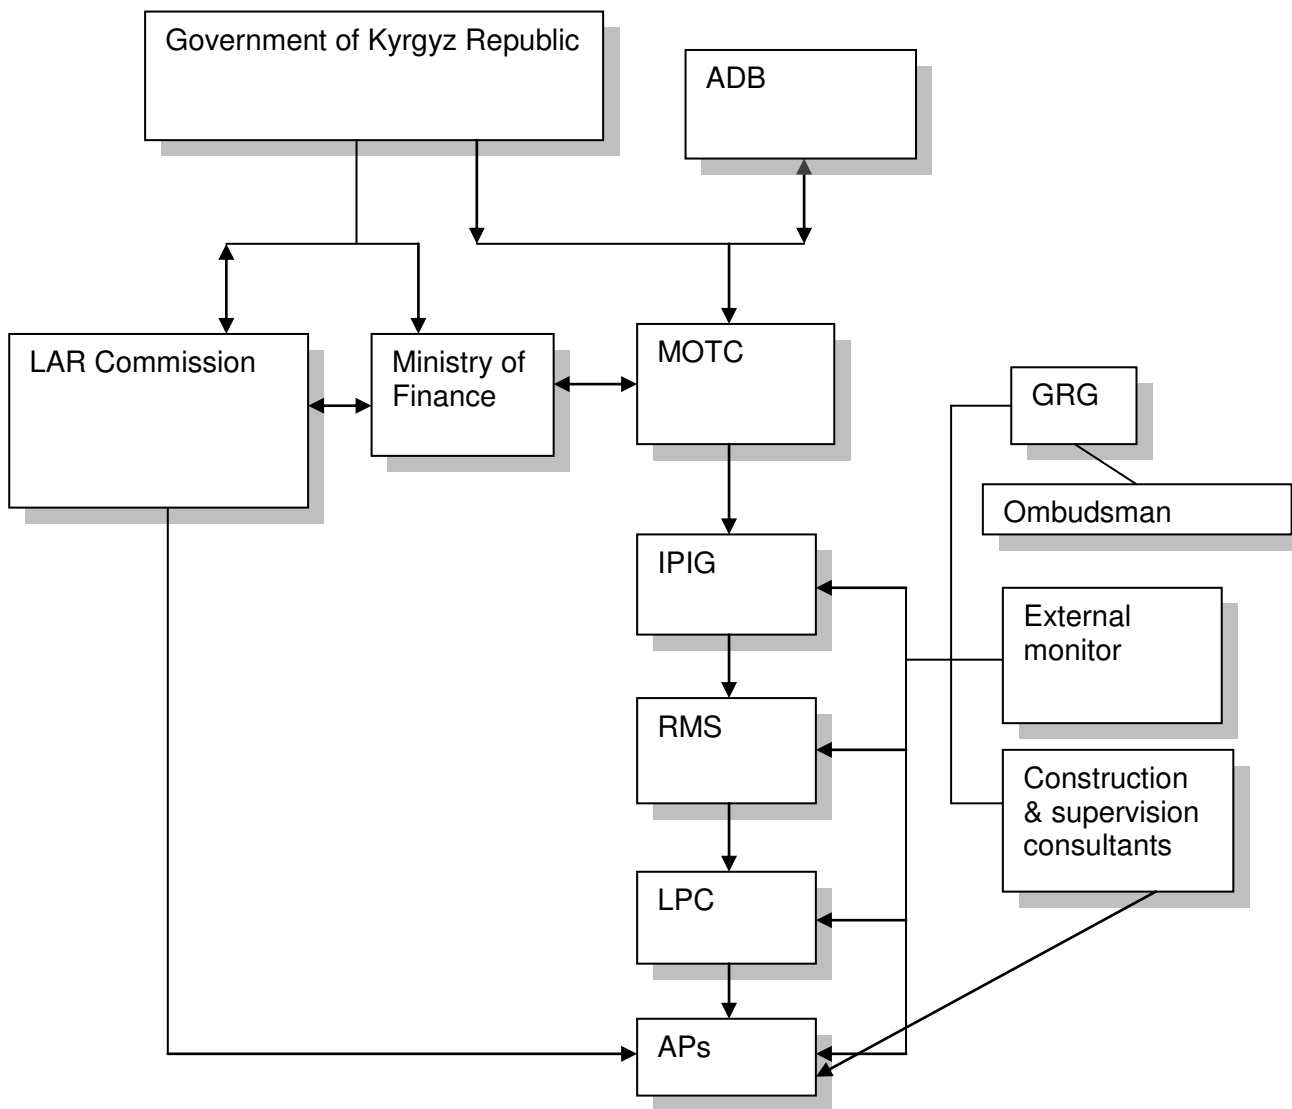 Government of Kyrgyz Republic
ADB
LAR Commission
Ministry of
Finance
MOTC
GRG
Ombudsman
IPIG
External
monitor
RMS
Construction
& supervision
consultants
LPC
APs